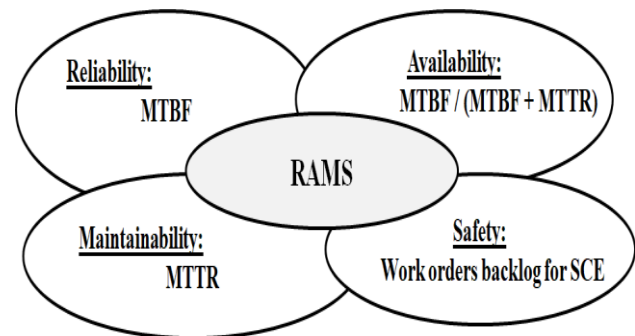 Reliability:
MTBF
Availability:
MTBF / (MTBF + MTTR)
RAMS
Maintainability:
MTTR
Safety:
Work orders backlog for SCE